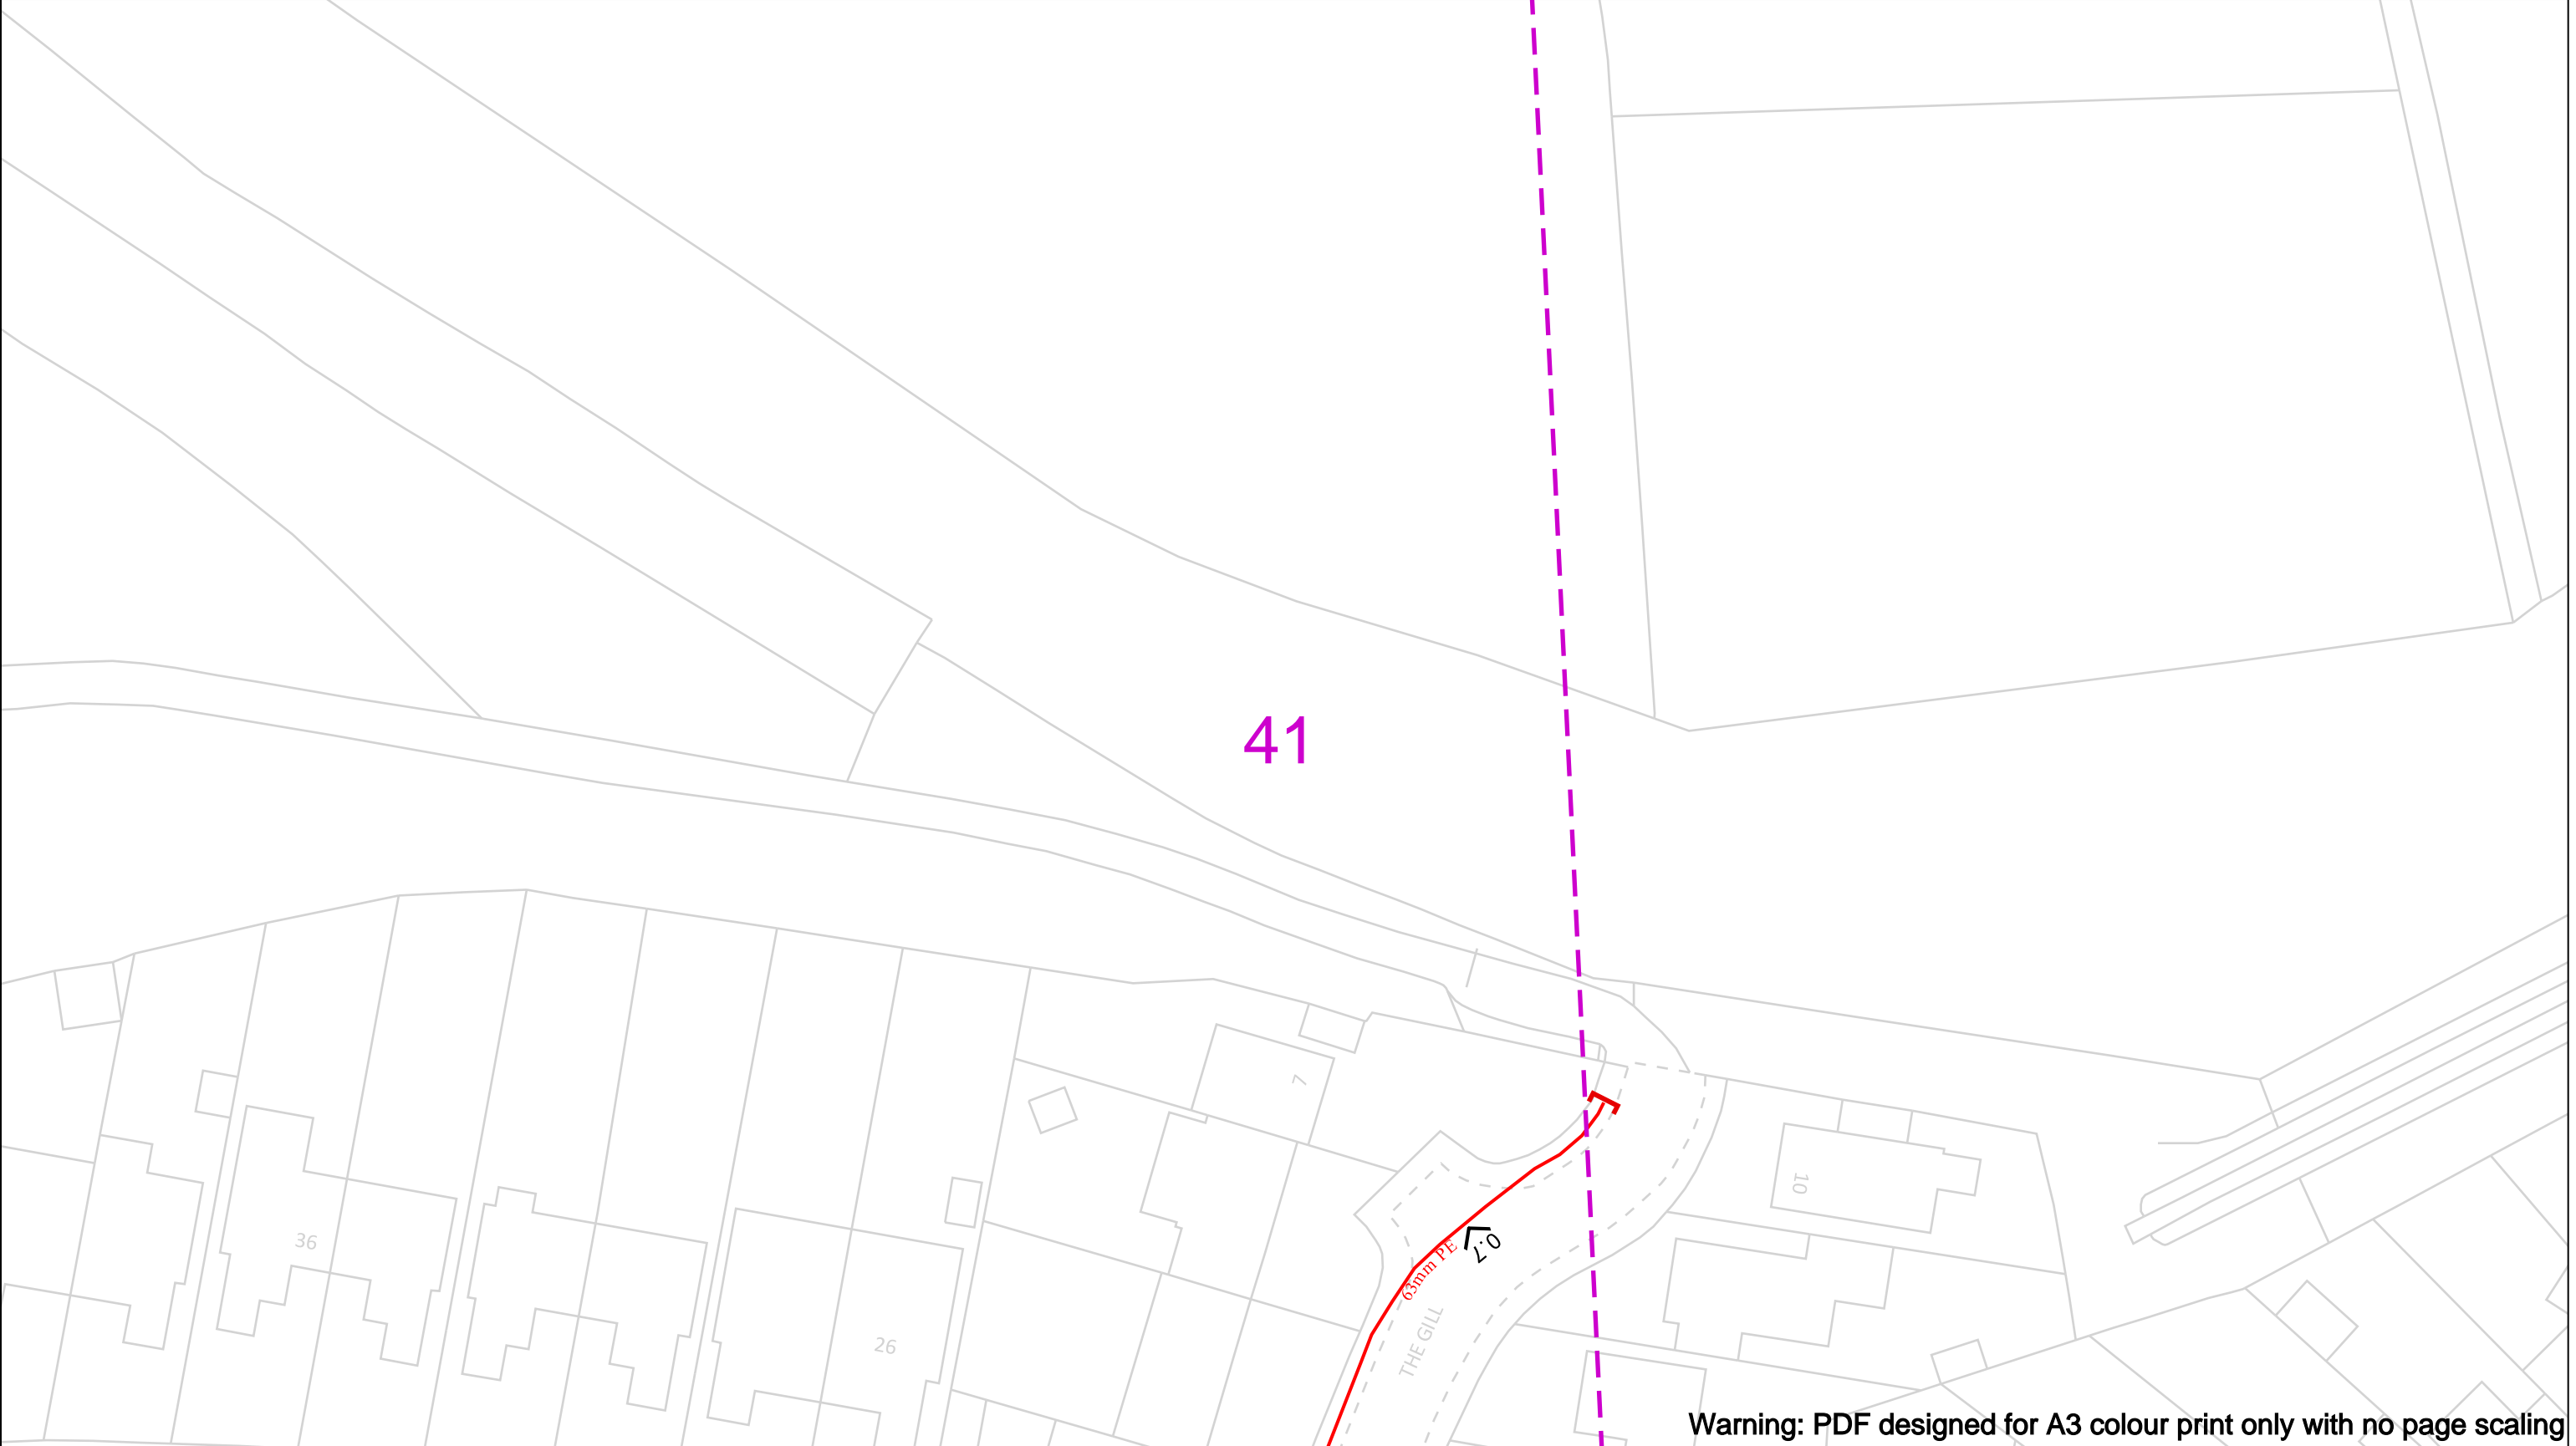 41
7
10
36
0.7
63mm PE
THE GILL
26
Warning: PDF designed for A3 colour print only with no page scaling